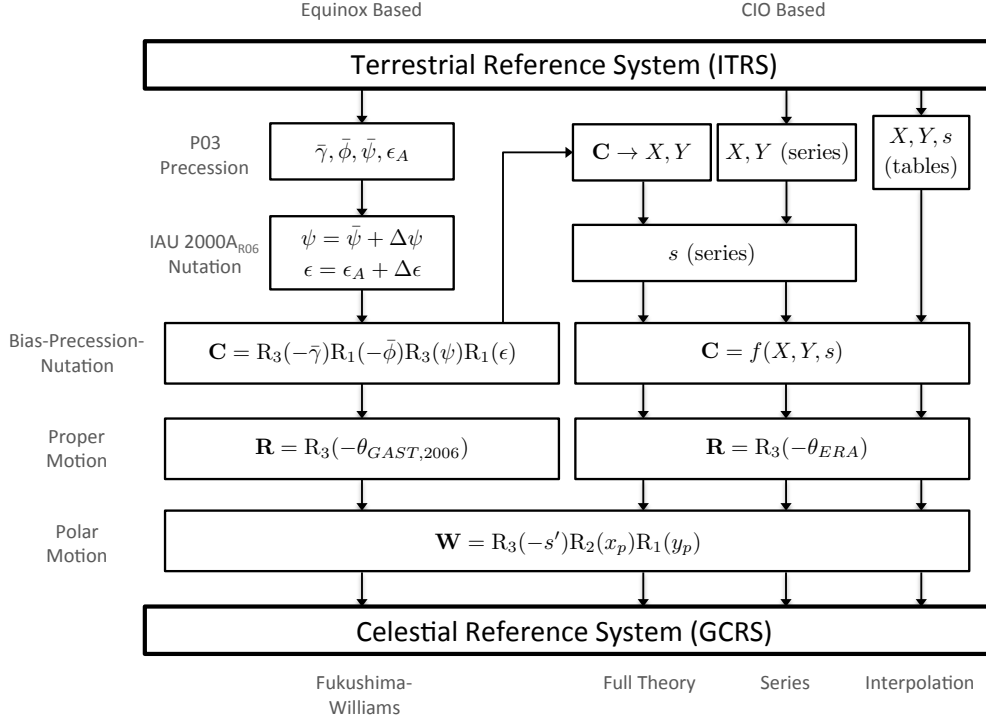 Equinox Based
CIO Based
Terrestrial Reference System (ITRS)
P03
Precession
γ̄, φ̄, ψ̄, ϵ_A
C → X, Y
X, Y (series)
X, Y, s
(tables)
IAU 2000A_R06
Nutation
ψ = ψ̄ + Δψ
ϵ = ϵ_A + Δϵ
s (series)
Bias-Precession-
Nutation
C = R₃(−γ̄)R₁(−φ̄)R₃(ψ)R₁(ϵ)
C = f(X, Y, s)
Proper
Motion
R = R₃(−θ_GAST,2006)
R = R₃(−θ_ERA)
Polar
Motion
W = R₃(−s′)R₂(x_p)R₁(y_p)
Celestial Reference System (GCRS)
Fukushima-
Williams
Full Theory
Series
Interpolation